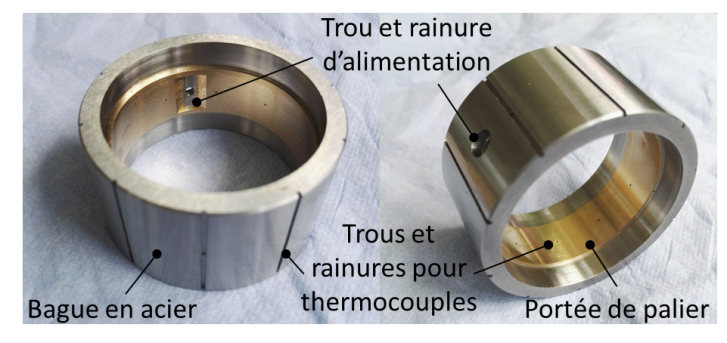 Trou et rainure
d'alimentation
Trous et
rainures pour
thermocouples
Bague en acier
Portée de palier